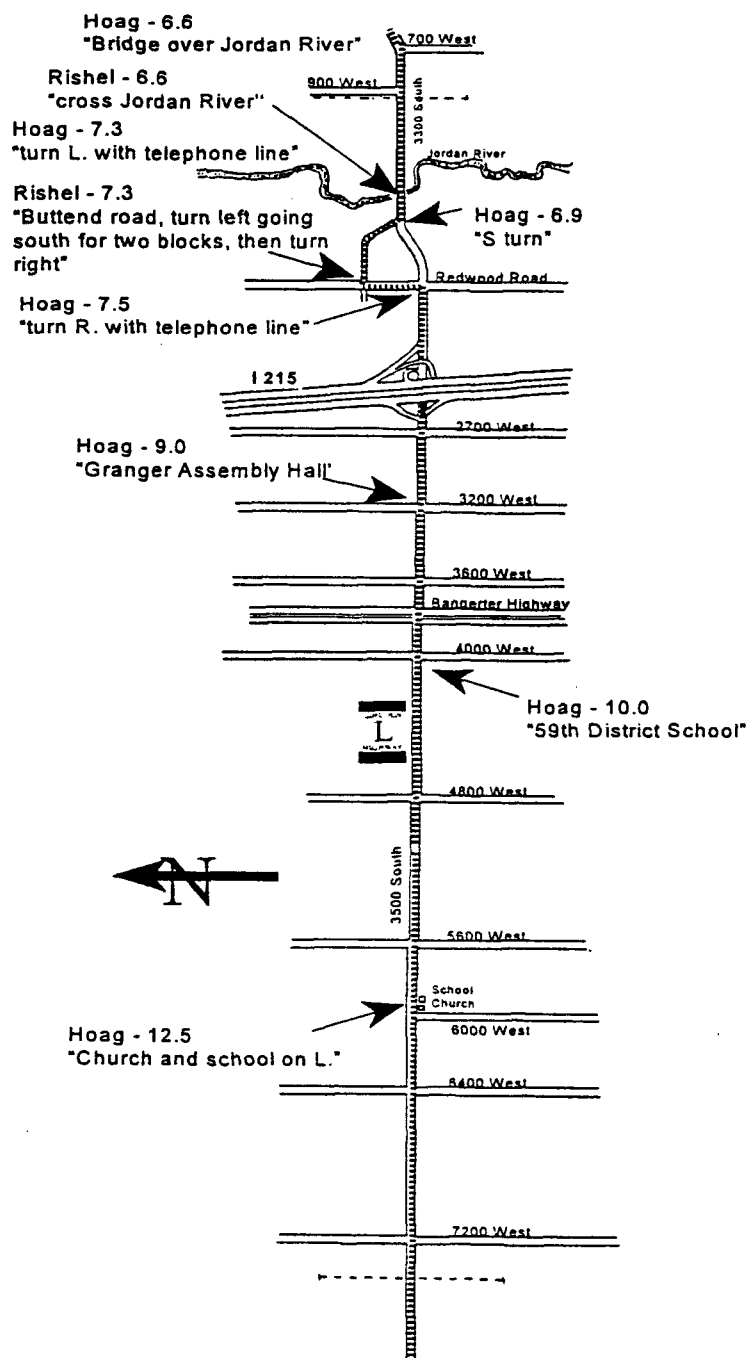 Hoag - 6.6
"Bridge over Jordan River"
700 West
Rishel - 6.6
"cross Jordan River"
900 West
3300 South
Hoag - 7.3
"turn L. with telephone line"
Jordan River
Rishel - 7.3
"Buttend road, turn left going
south for two blocks, then turn
right"
Hoag - 6.9
"S turn"
Redwood Road
Hoag - 7.5
"turn R. with telephone line"
I 215
2700 West
Hoag - 9.0
"Granger Assembly Hall'
3200 West
3600 West
Bangerter Highway
4000 West
Hoag - 10.0
"59th District School"
L
HIGHWAY
4800 West
N
3500 South
5600 West
School
Church
6000 West
Hoag - 12.5
"Church and school on L."
6400 West
7200 West